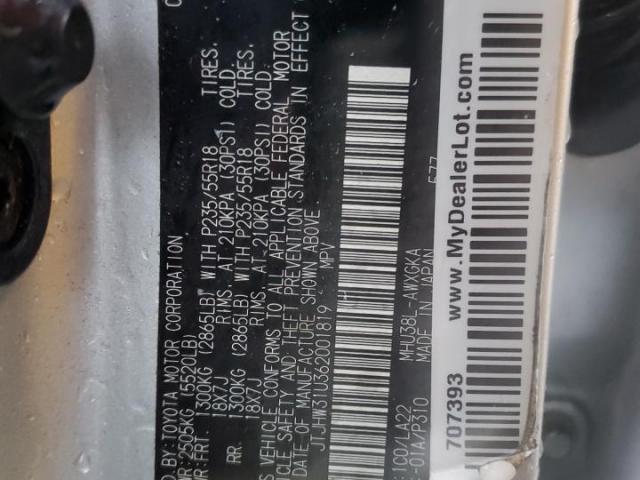 D. BY:TOYOTA MOTOR CORPORATION
WR:2505KG (5520LB)
WR:FRT: 1300KG (2865LB) WITH P235/55R18 TIRES.
18X7J RIMS AT 210KPA (30PSI) COLD
RR 1300KG (2865LB) WITH P235/55R18 TIRES.
18X7J RIMS AT 210KPA (30PSI) COLD.
S VEHICLE CONFORMS TO ALL APPLICABLE FEDERAL MOTOR
ICLE SAFETY AND THEFT PREVENTION STANDARDS IN EFFECT
DATE OF MANUFACTURE SHOWN ABOVE
JTJHW31U362001819 MPV
:1C0/LA22 MHU38L-AWXGKA
-01A/P310 MADE IN JAPAN
707393 www.MyDealerLot.com